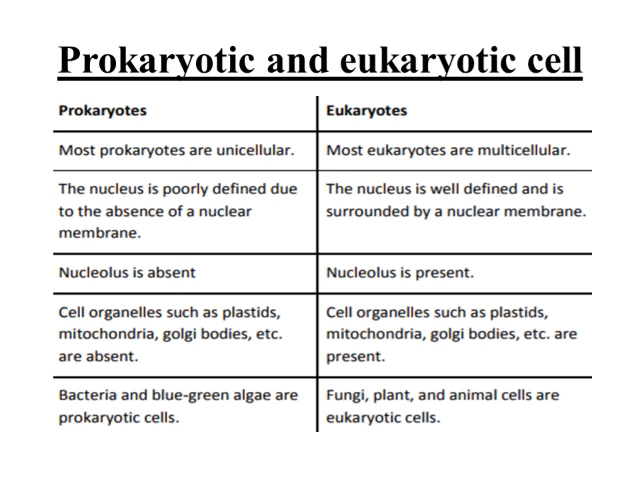 Prokaryotic and eukaryotic cell
Prokaryotes
Eukaryotes
Most prokaryotes are unicellular.
Most eukaryotes are multicellular.
The nucleus is poorly defined due
to the absence of a nuclear
membrane.
The nucleus is well defined and is
surrounded by a nuclear membrane.
Nucleolus is absent
Nucleolus is present.
Cell organelles such as plastids,
mitochondria, golgi bodies, etc.
are absent.
Cell organelles such as plastids,
mitochondria, golgi bodies, etc. are
present.
Bacteria and blue-green algae are
prokaryotic cells.
Fungi, plant, and animal cells are
eukaryotic cells.